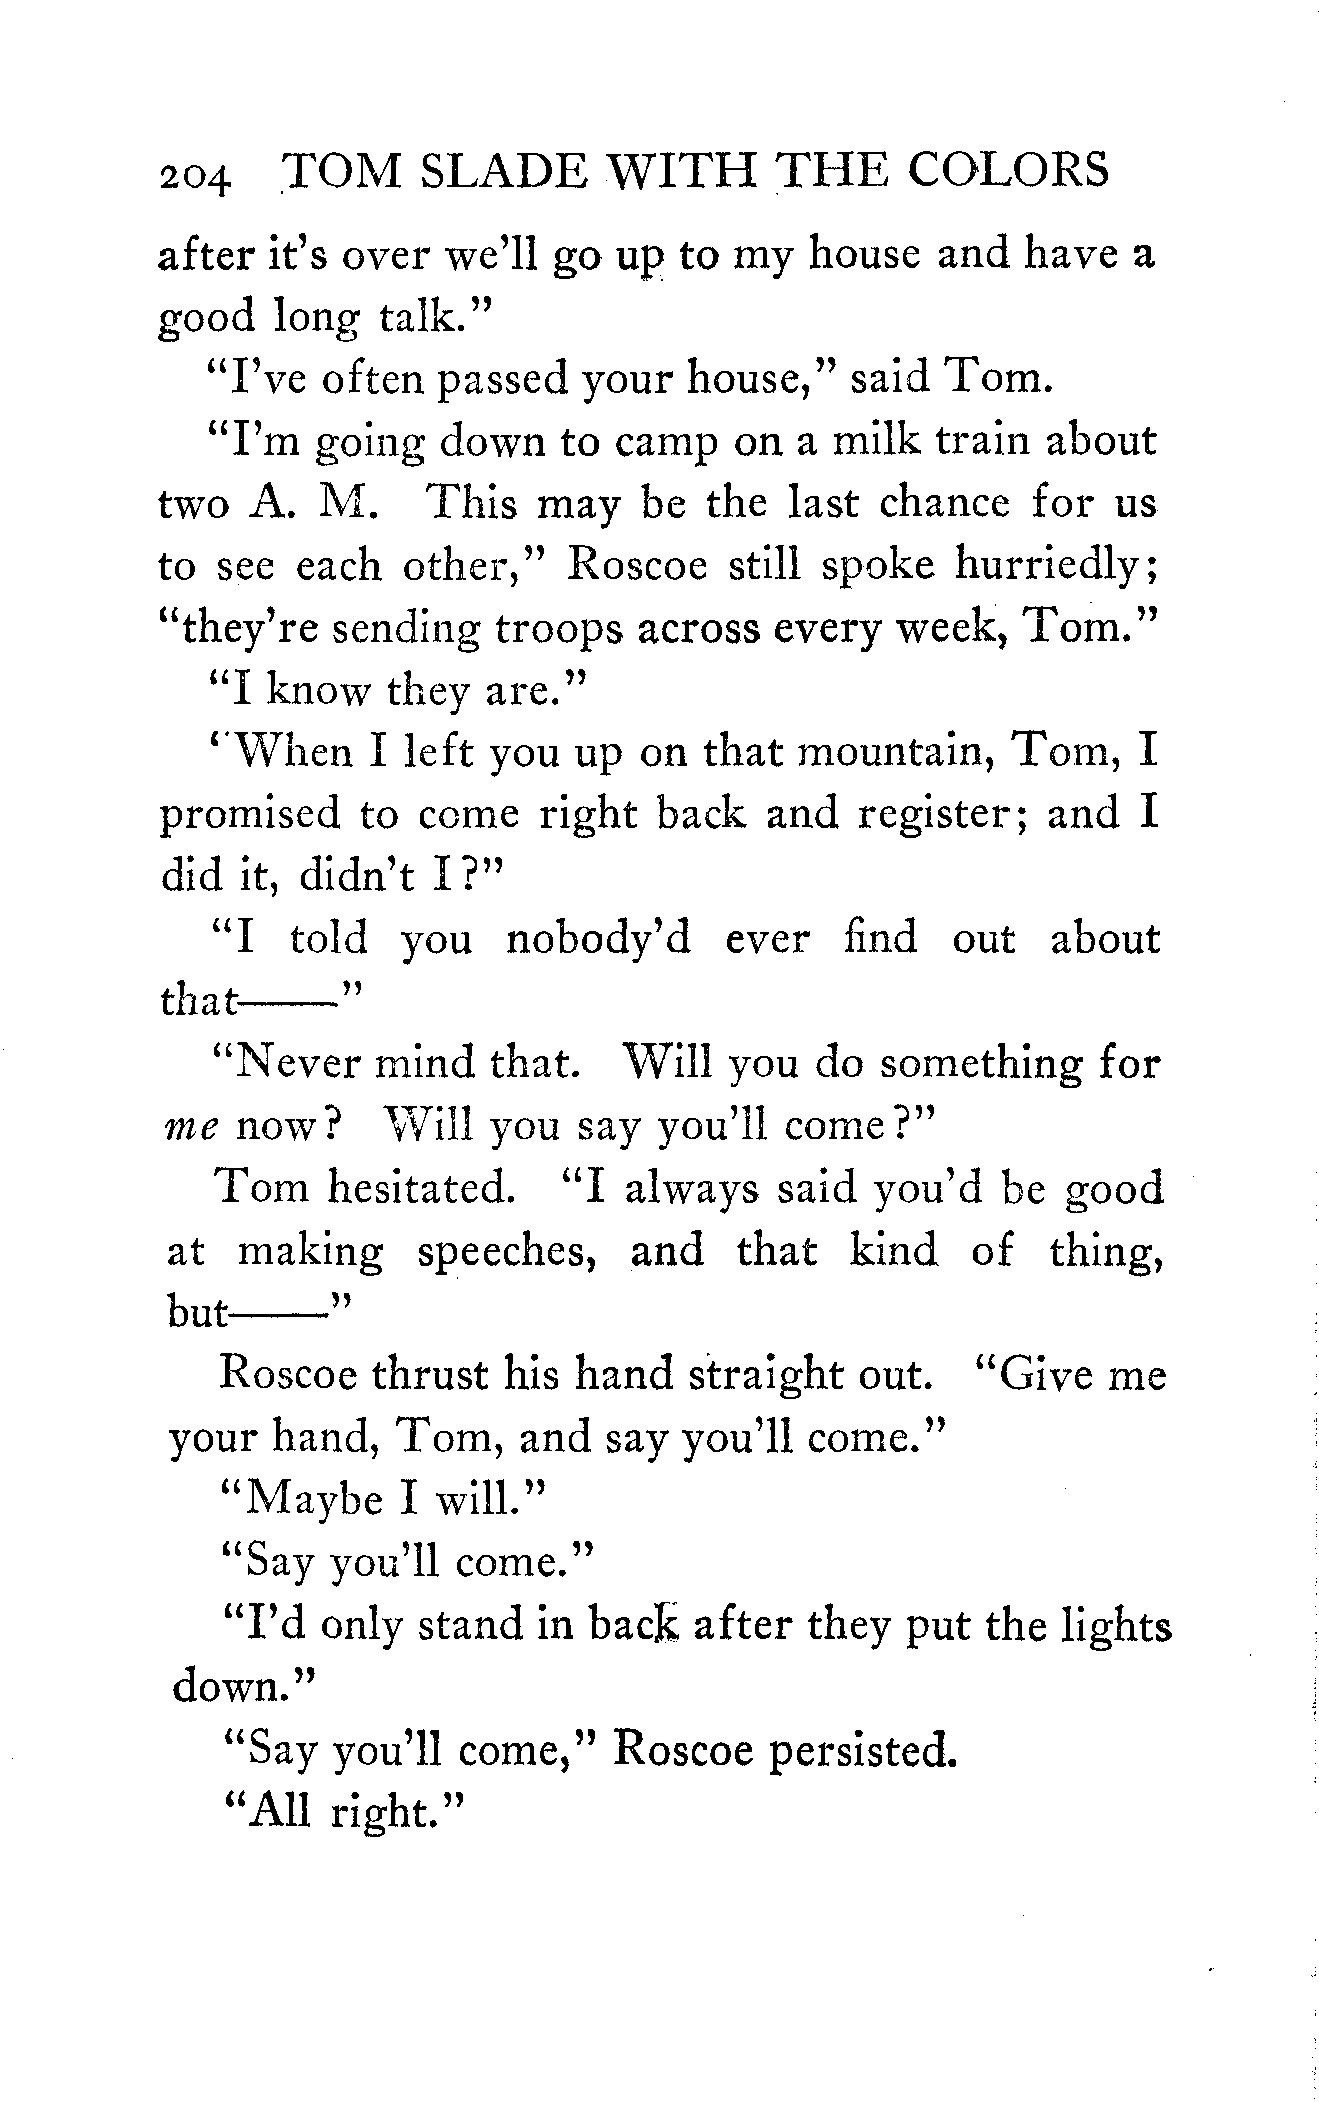 204 TOM SLADE WITH THE COLORS
after it's over we'll go up to my house and have a
good long talk."
"I've often passed your house," said Tom.
"I'm going down to camp on a milk train about
two A. M. This may be the last chance for us
to see each other," Roscoe still spoke hurriedly;
"they're sending troops across every week, Tom."
"I know they are."
"When I left you up on that mountain, Tom, I
promised to come right back and register; and I
did it, didn't I?"
"I told you nobody'd ever find out about
that——"
"Never mind that. Will you do something for
me now? Will you say you'll come?"
Tom hesitated. "I always said you'd be good
at making speeches, and that kind of thing,
but——"
Roscoe thrust his hand straight out. "Give me
your hand, Tom, and say you'll come."
"Maybe I will."
"Say you'll come."
"I'd only stand in back after they put the lights
down."
"Say you'll come," Roscoe persisted.
"All right."